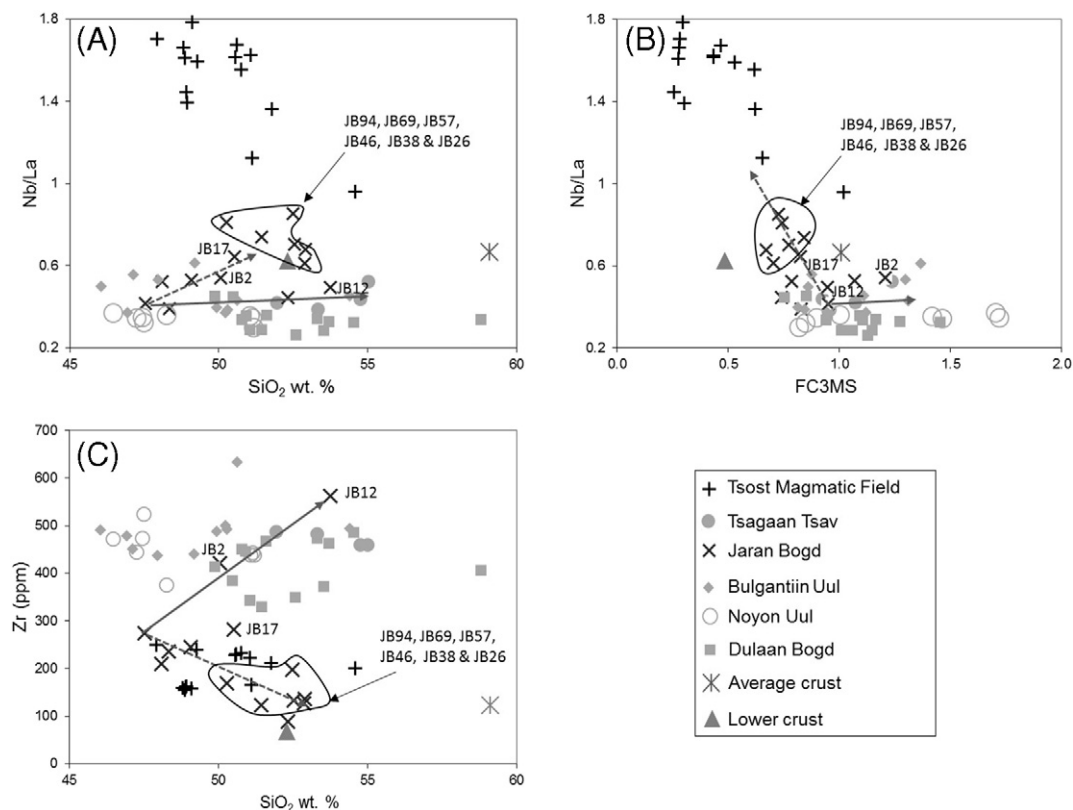 (A)
Nb/La
1.8
1.4
1
0.6
0.2
JB94, JB69, JB57,
JB46, JB38 & JB26
JB17
JB2
JB12
45
50
55
60
SiO₂ wt. %
(B)
Nb/La
1.8
1.4
1
0.6
0.2
JB94, JB69, JB57,
JB46, JB38 & JB26
JB17
JB2
JB12
0.0
0.5
1.0
1.5
2.0
FC3MS
(C)
Zr (ppm)
700
600
500
400
300
200
100
0
JB12
JB2
JB17
JB94, JB69, JB57,
JB46, JB38 & JB26
45
50
55
60
SiO₂ wt. %
Tsost Magmatic Field
Tsagaan Tsav
Jaran Bogd
Bulgantiin Uul
Noyon Uul
Dulaan Bogd
Average crust
Lower crust